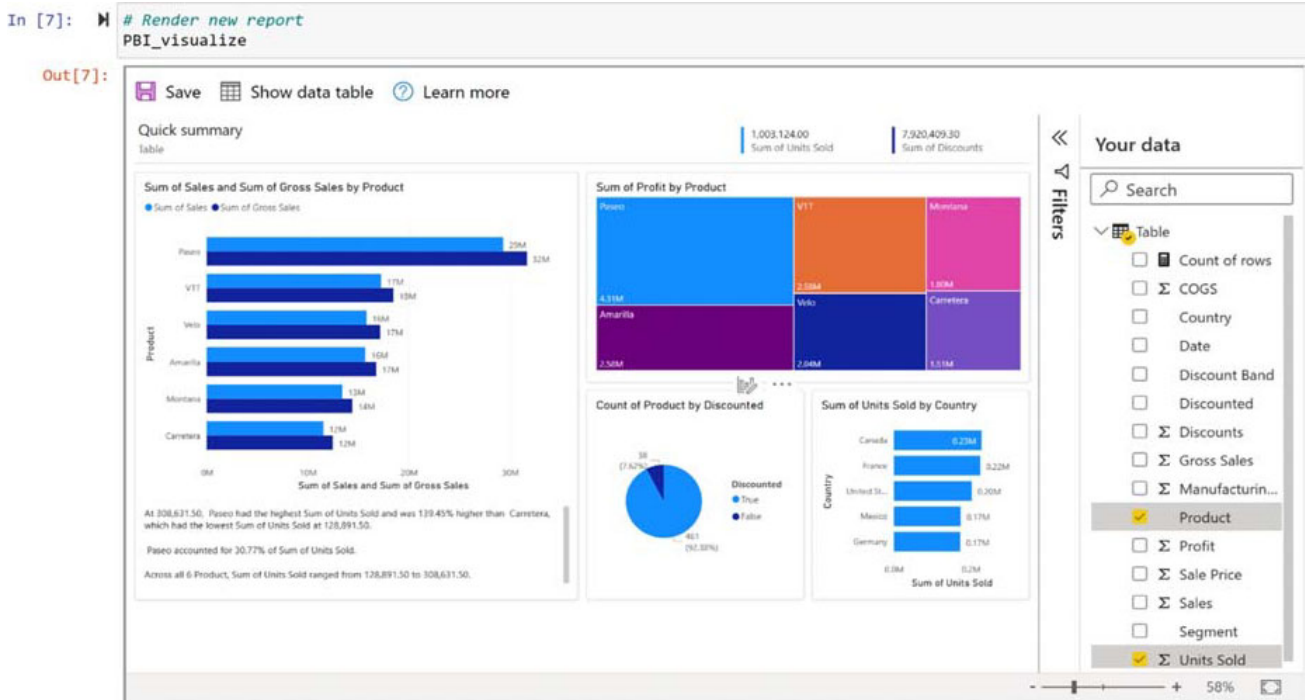 In [7]:
# Render new report
PBI_visualize
Out[7]:
Save Show data table Learn more
Quick summary
Table
1,003,124.00
Sum of Units Sold
7,920,409.30
Sum of Discounts
Sum of Sales and Sum of Gross Sales by Product
Sum of Sales Sum of Gross Sales
Product
Paseo
29M
32M
VTT
17M
18M
Velo
16M
17M
Amarilla
16M
17M
Montana
13M
14M
Carretera
12M
12M
0M 10M 20M 30M
Sum of Sales and Sum of Gross Sales
At 308,631.50, Paseo had the highest Sum of Units Sold and was 139.45% higher than Carretera,
which had the lowest Sum of Units Sold at 128,891.50.
Paseo accounted for 30.77% of Sum of Units Sold.
Across all 6 Product, Sum of Units Sold ranged from 128,891.50 to 308,631.50.
Sum of Profit by Product
Paseo
4.31M
VTT
2.58M
Montana
1.80M
Amarilla
2.58M
Velo
2.04M
Carretera
1.51M
Count of Product by Discounted
38
(7.62%)
461
(92.38%)
Discounted
True
False
Sum of Units Sold by Country
Country
Canada 0.23M
France 0.22M
United St... 0.20M
Mexico 0.17M
Germany 0.17M
0.0M 0.2M
Sum of Units Sold
Filters
Your data
Search
Table
Count of rows
Σ COGS
Country
Date
Discount Band
Discounted
Σ Discounts
Σ Gross Sales
Σ Manufacturin...
Product
Σ Profit
Σ Sale Price
Σ Sales
Segment
Σ Units Sold
- + 58%